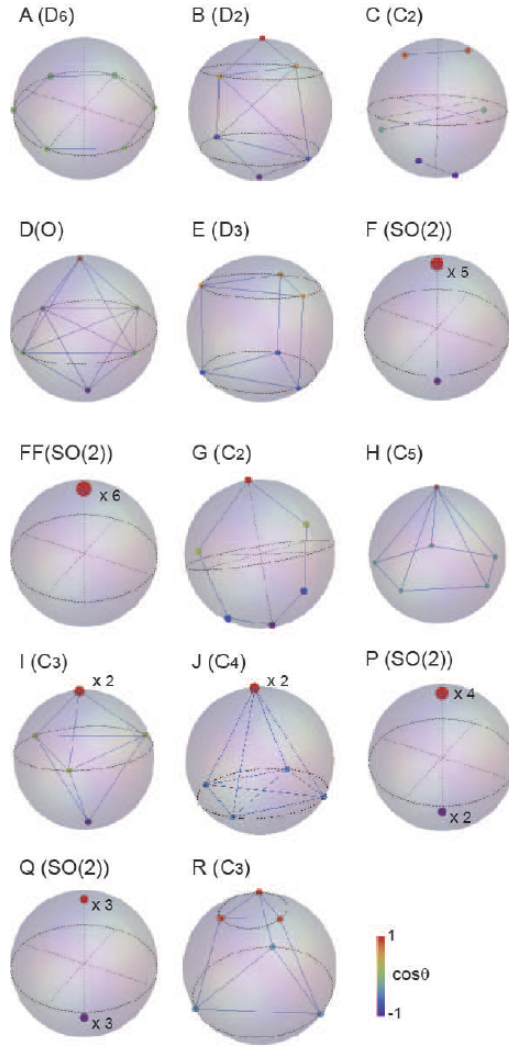 A (D6) B (D2) C (C2)
D(O) E (D3) F (SO(2))
x 5
FF(SO(2)) G (C2) H (C5)
x 6
I (C3) J (C4) P (SO(2))
x 2 x 2 x 4
x 2
Q (SO(2)) R (C3)
x 3
1
cosθ
-1
x 3